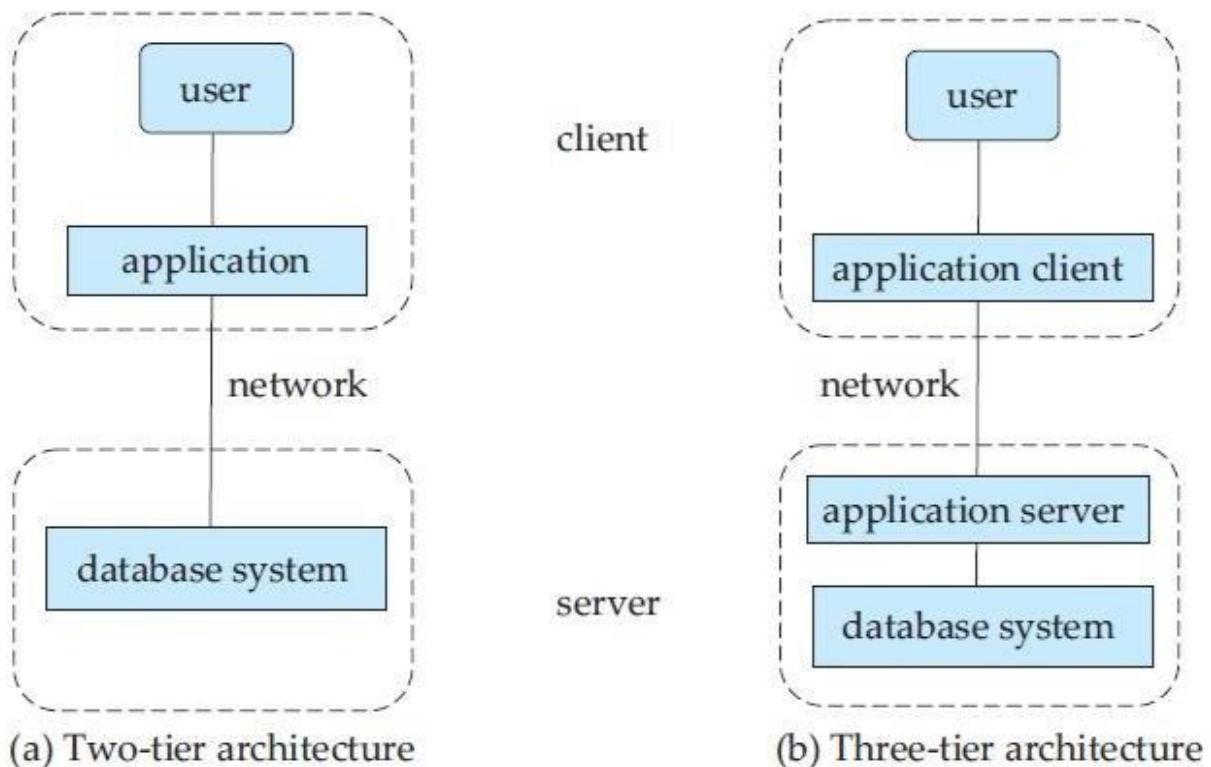 user
application
network
database system
(a) Two-tier architecture
client
server
user
application client
network
application server
database system
(b) Three-tier architecture